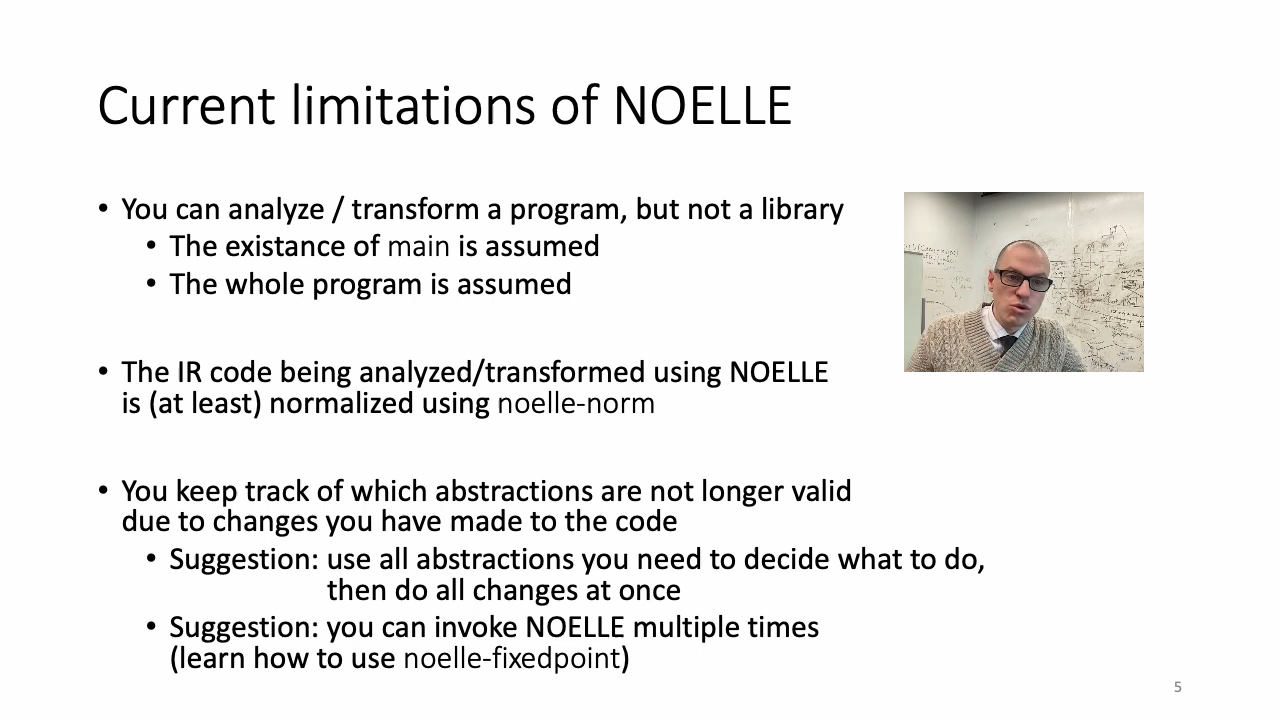 Current limitations of NOELLE
• You can analyze / transform a program, but not a library
• The existance of main is assumed
• The whole program is assumed
• The IR code being analyzed/transformed using NOELLE
is (at least) normalized using noelle-norm
• You keep track of which abstractions are not longer valid
due to changes you have made to the code
• Suggestion: use all abstractions you need to decide what to do,
then do all changes at once
• Suggestion: you can invoke NOELLE multiple times
(learn how to use noelle-fixedpoint)
5